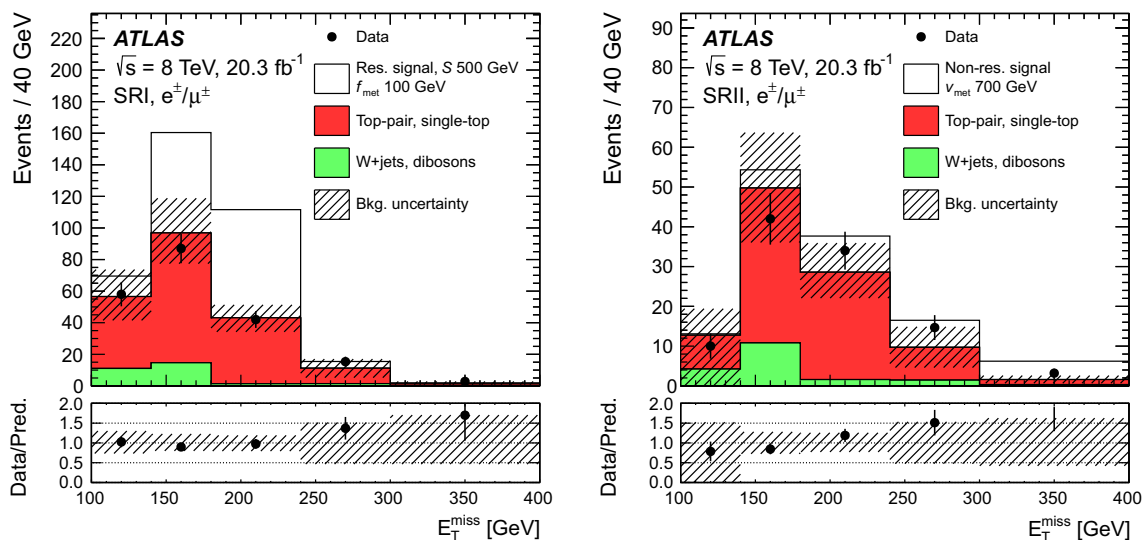 Events / 40 GeV
220
200
180
160
140
120
100
80
60
40
20
0
ATLAS
√s = 8 TeV, 20.3 fb⁻¹
SRI, e±/μ±
Data
Res. signal, S 500 GeV
f_met 100 GeV
Top-pair, single-top
W+jets, dibosons
Bkg. uncertainty
Data/Pred.
2.0
1.5
1.0
0.5
0.0
100 150 200 250 300 350 400
E_T^miss [GeV]
Events / 40 GeV
90
80
70
60
50
40
30
20
10
0
ATLAS
√s = 8 TeV, 20.3 fb⁻¹
SRII, e±/μ±
Data
Non-res. signal
v_met 700 GeV
Top-pair, single-top
W+jets, dibosons
Bkg. uncertainty
Data/Pred.
2.0
1.5
1.0
0.5
0.0
100 150 200 250 300 350 400
E_T^miss [GeV]